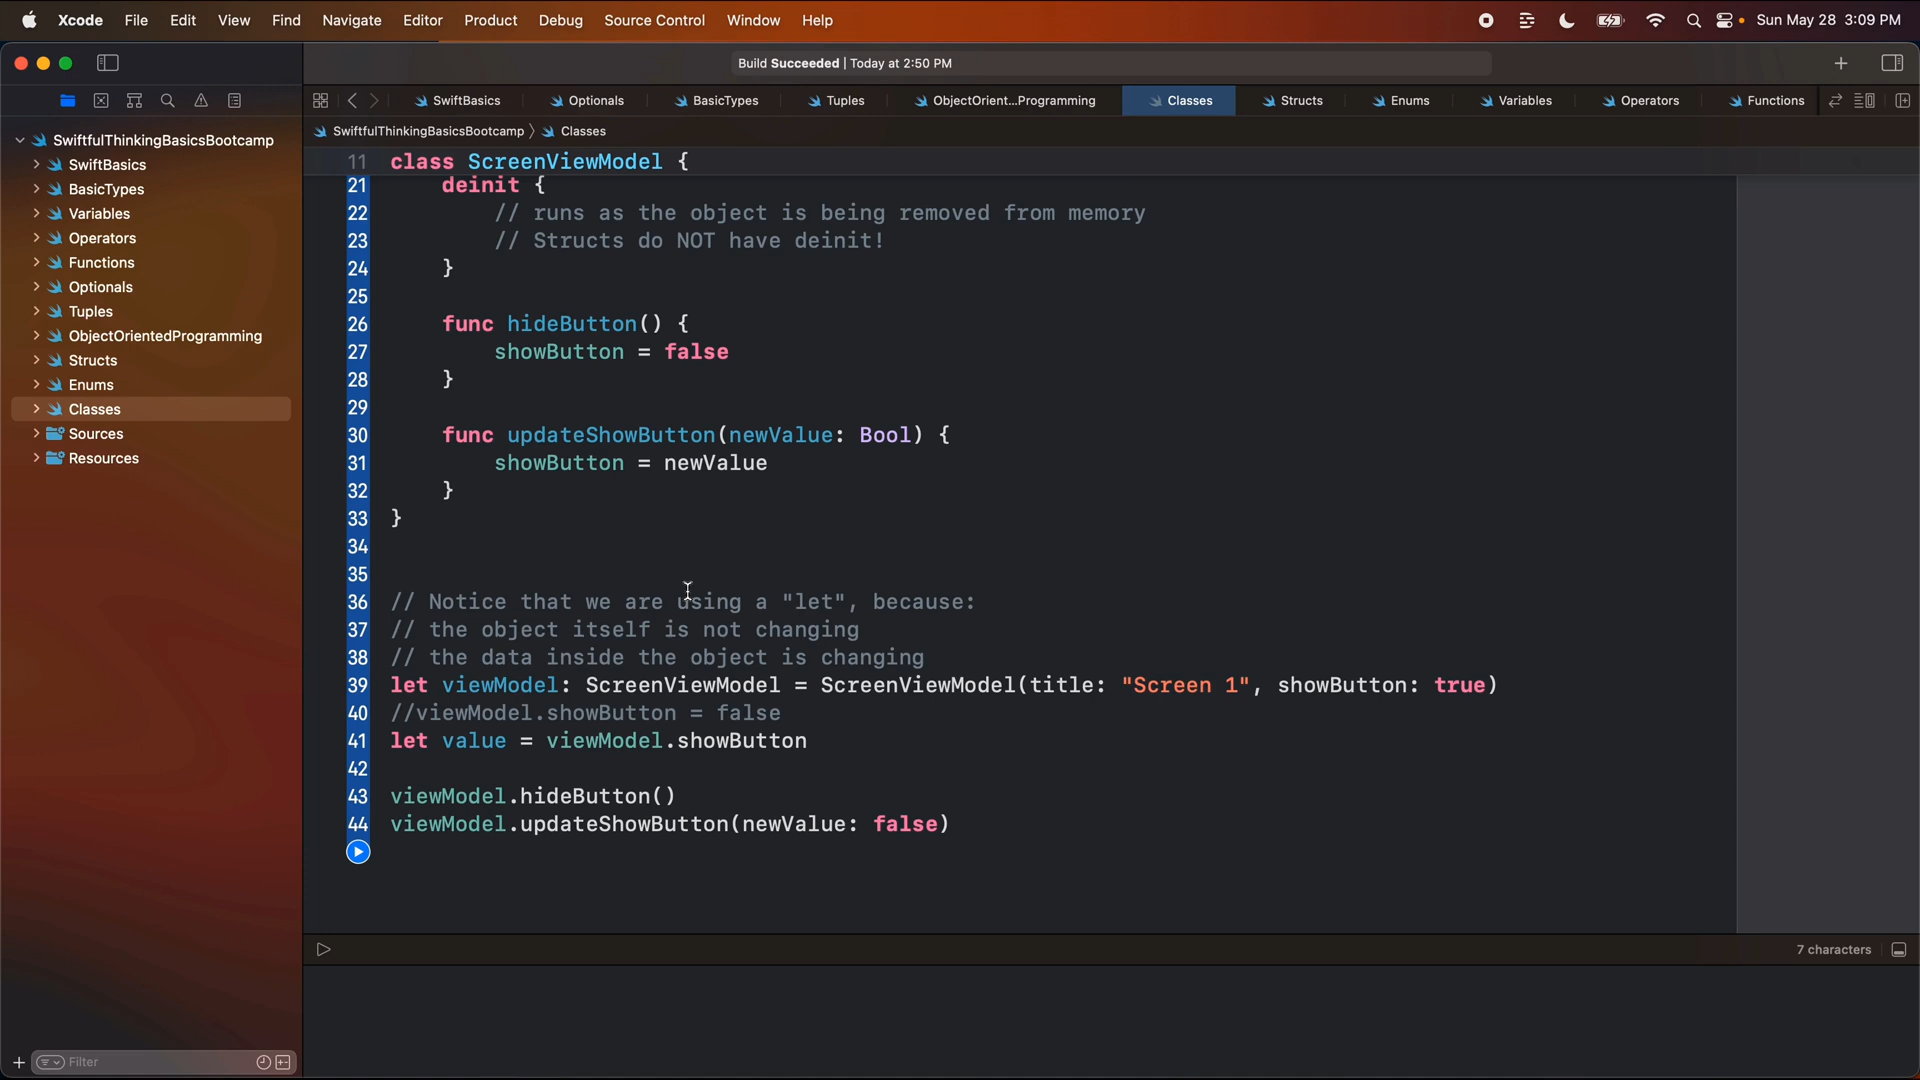 Xcode File Edit View Find Navigate Editor Product Debug Source Control Window Help Sun May 28 3:09 PM
Build Succeeded | Today at 2:50 PM
SwiftBasics Optionals BasicTypes Tuples ObjectOrient...Programming Classes Structs Enums Variables Operators Functions
SwiftfulThinkingBasicsBootcamp Classes
SwiftfulThinkingBasicsBootcamp
SwiftBasics
BasicTypes
Variables
Operators
Functions
Optionals
Tuples
ObjectOrientedProgramming
Structs
Enums
Classes
Sources
Resources
Filter
11 class ScreenViewModel {
21 deinit {
22 // runs as the object is being removed from memory
23 // Structs do NOT have deinit!
24 }
25
26 func hideButton() {
27 showButton = false
28 }
29
30 func updateShowButton(newValue: Bool) {
31 showButton = newValue
32 }
33 }
34
35
36 // Notice that we are using a "let", because:
37 // the object itself is not changing
38 // the data inside the object is changing
39 let viewModel: ScreenViewModel = ScreenViewModel(title: "Screen 1", showButton: true)
40 //viewModel.showButton = false
41 let value = viewModel.showButton
42
43 viewModel.hideButton()
44 viewModel.updateShowButton(newValue: false)
7 characters